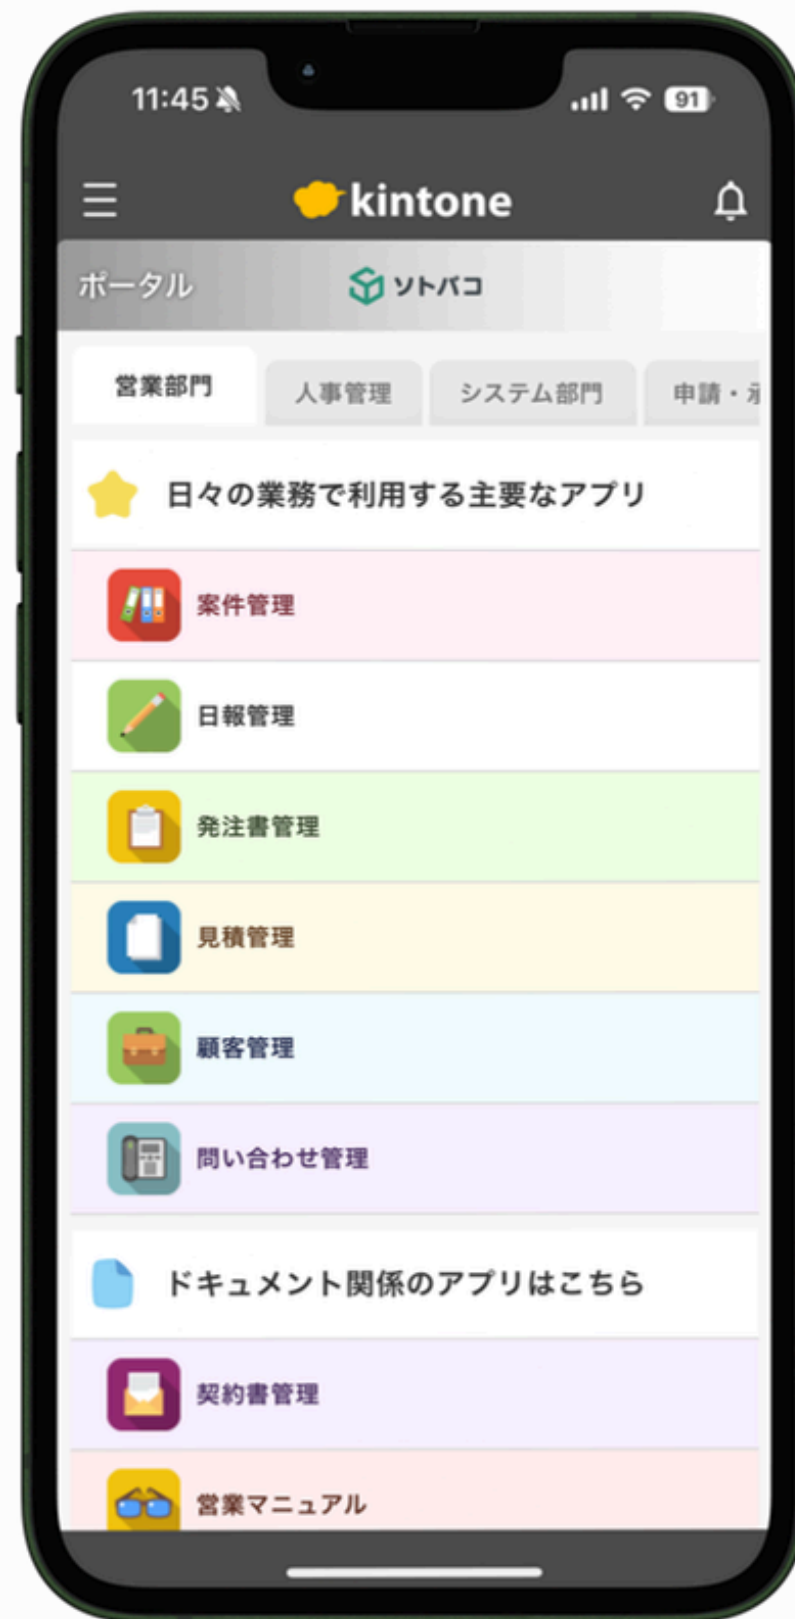 11:45
91
kintone
ポータル
ソトバコ
営業部門
人事管理
システム部門
申請・
日々の業務で利用する主要なアプリ
案件管理
日報管理
発注書管理
見積管理
顧客管理
問い合わせ管理
ドキュメント関係のアプリはこちら
契約書管理
営業マニュアル